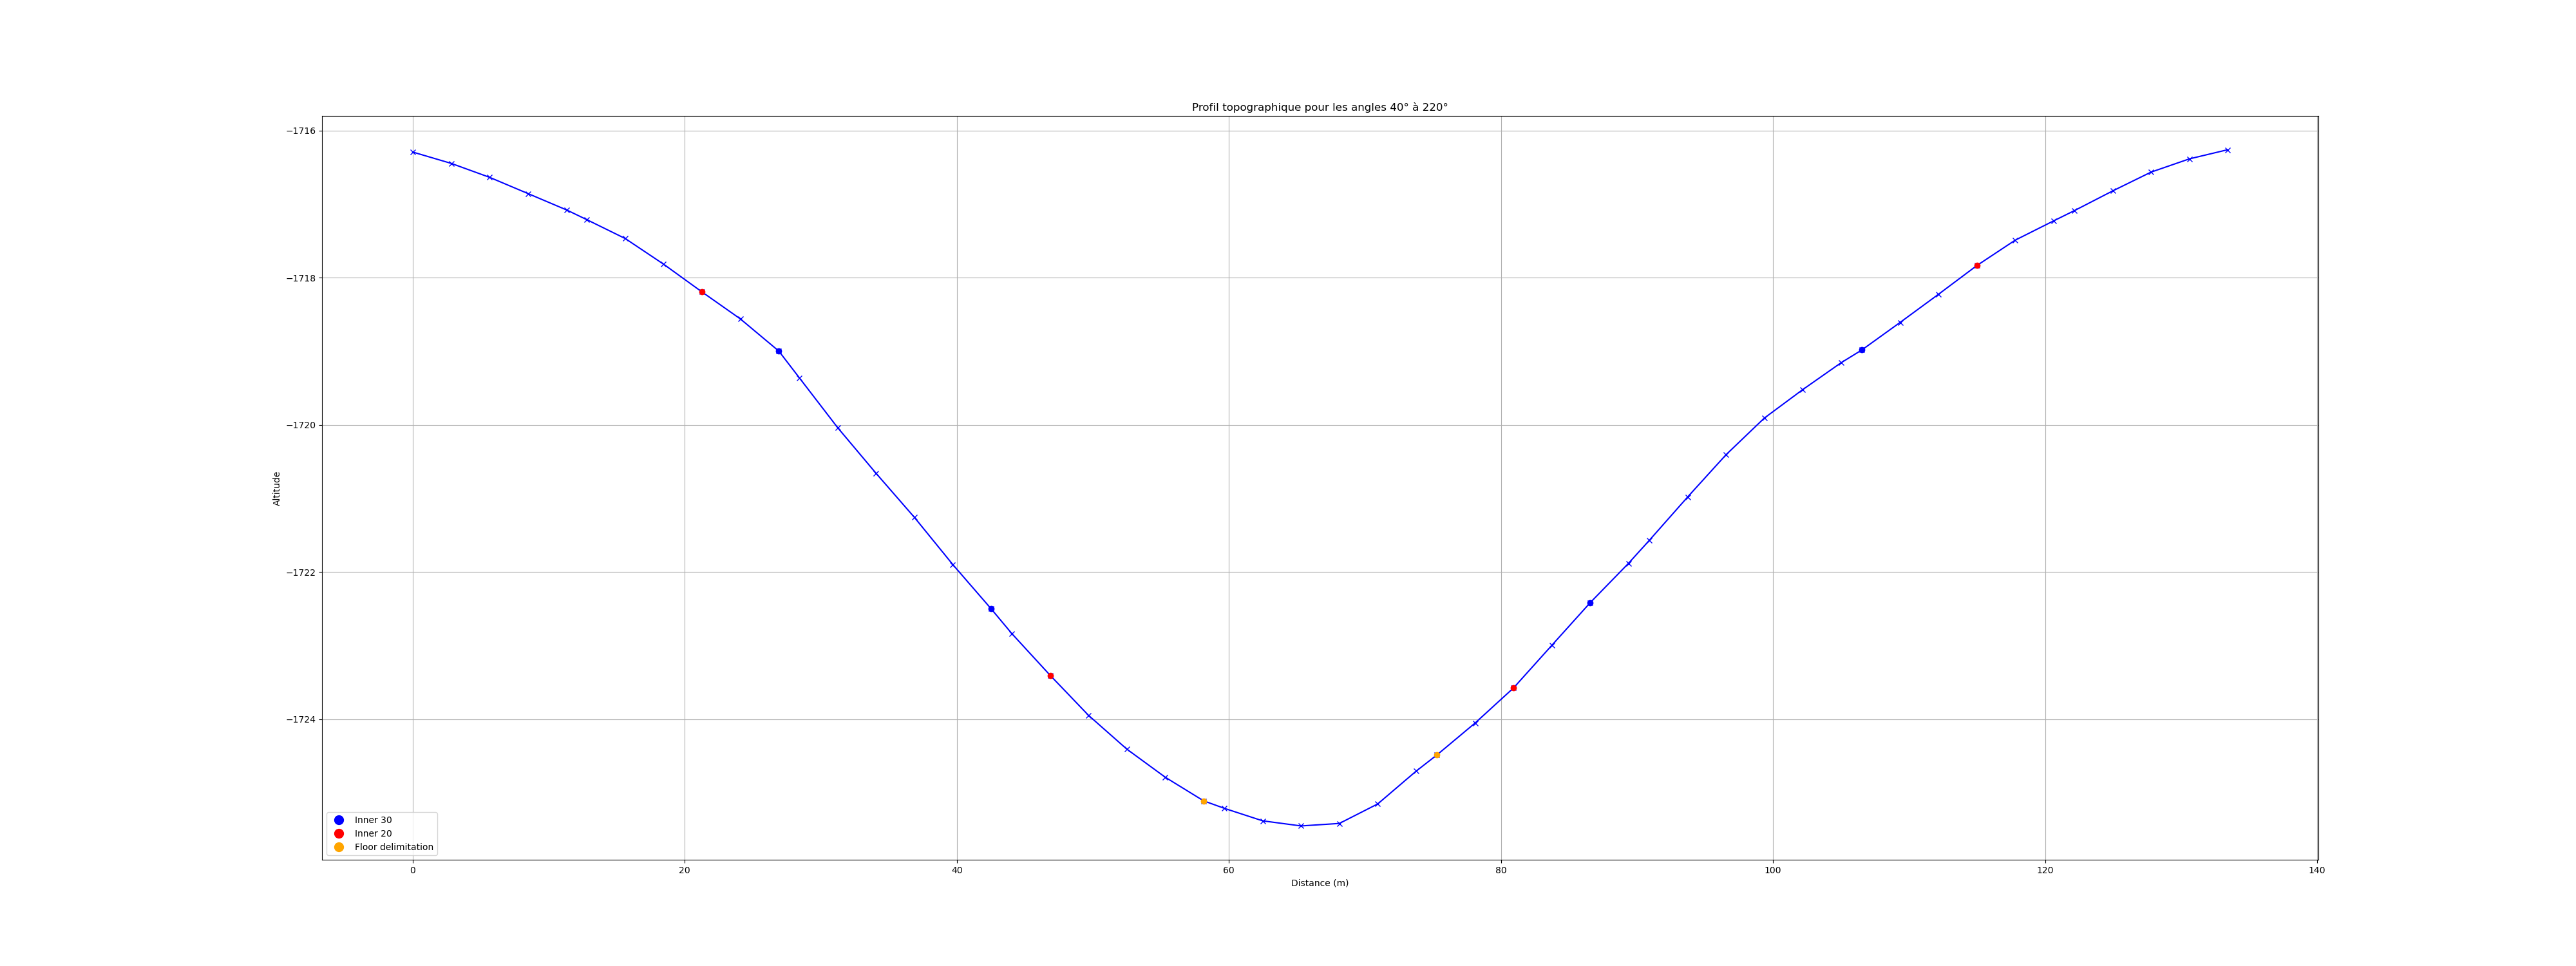 Profil topographique pour les angles 40° à 220°
−1716
−1718
−1720
−1722
−1724
Altitude
0
20
40
60
80
100
120
140
Distance (m)
Inner 30
Inner 20
Floor delimitation